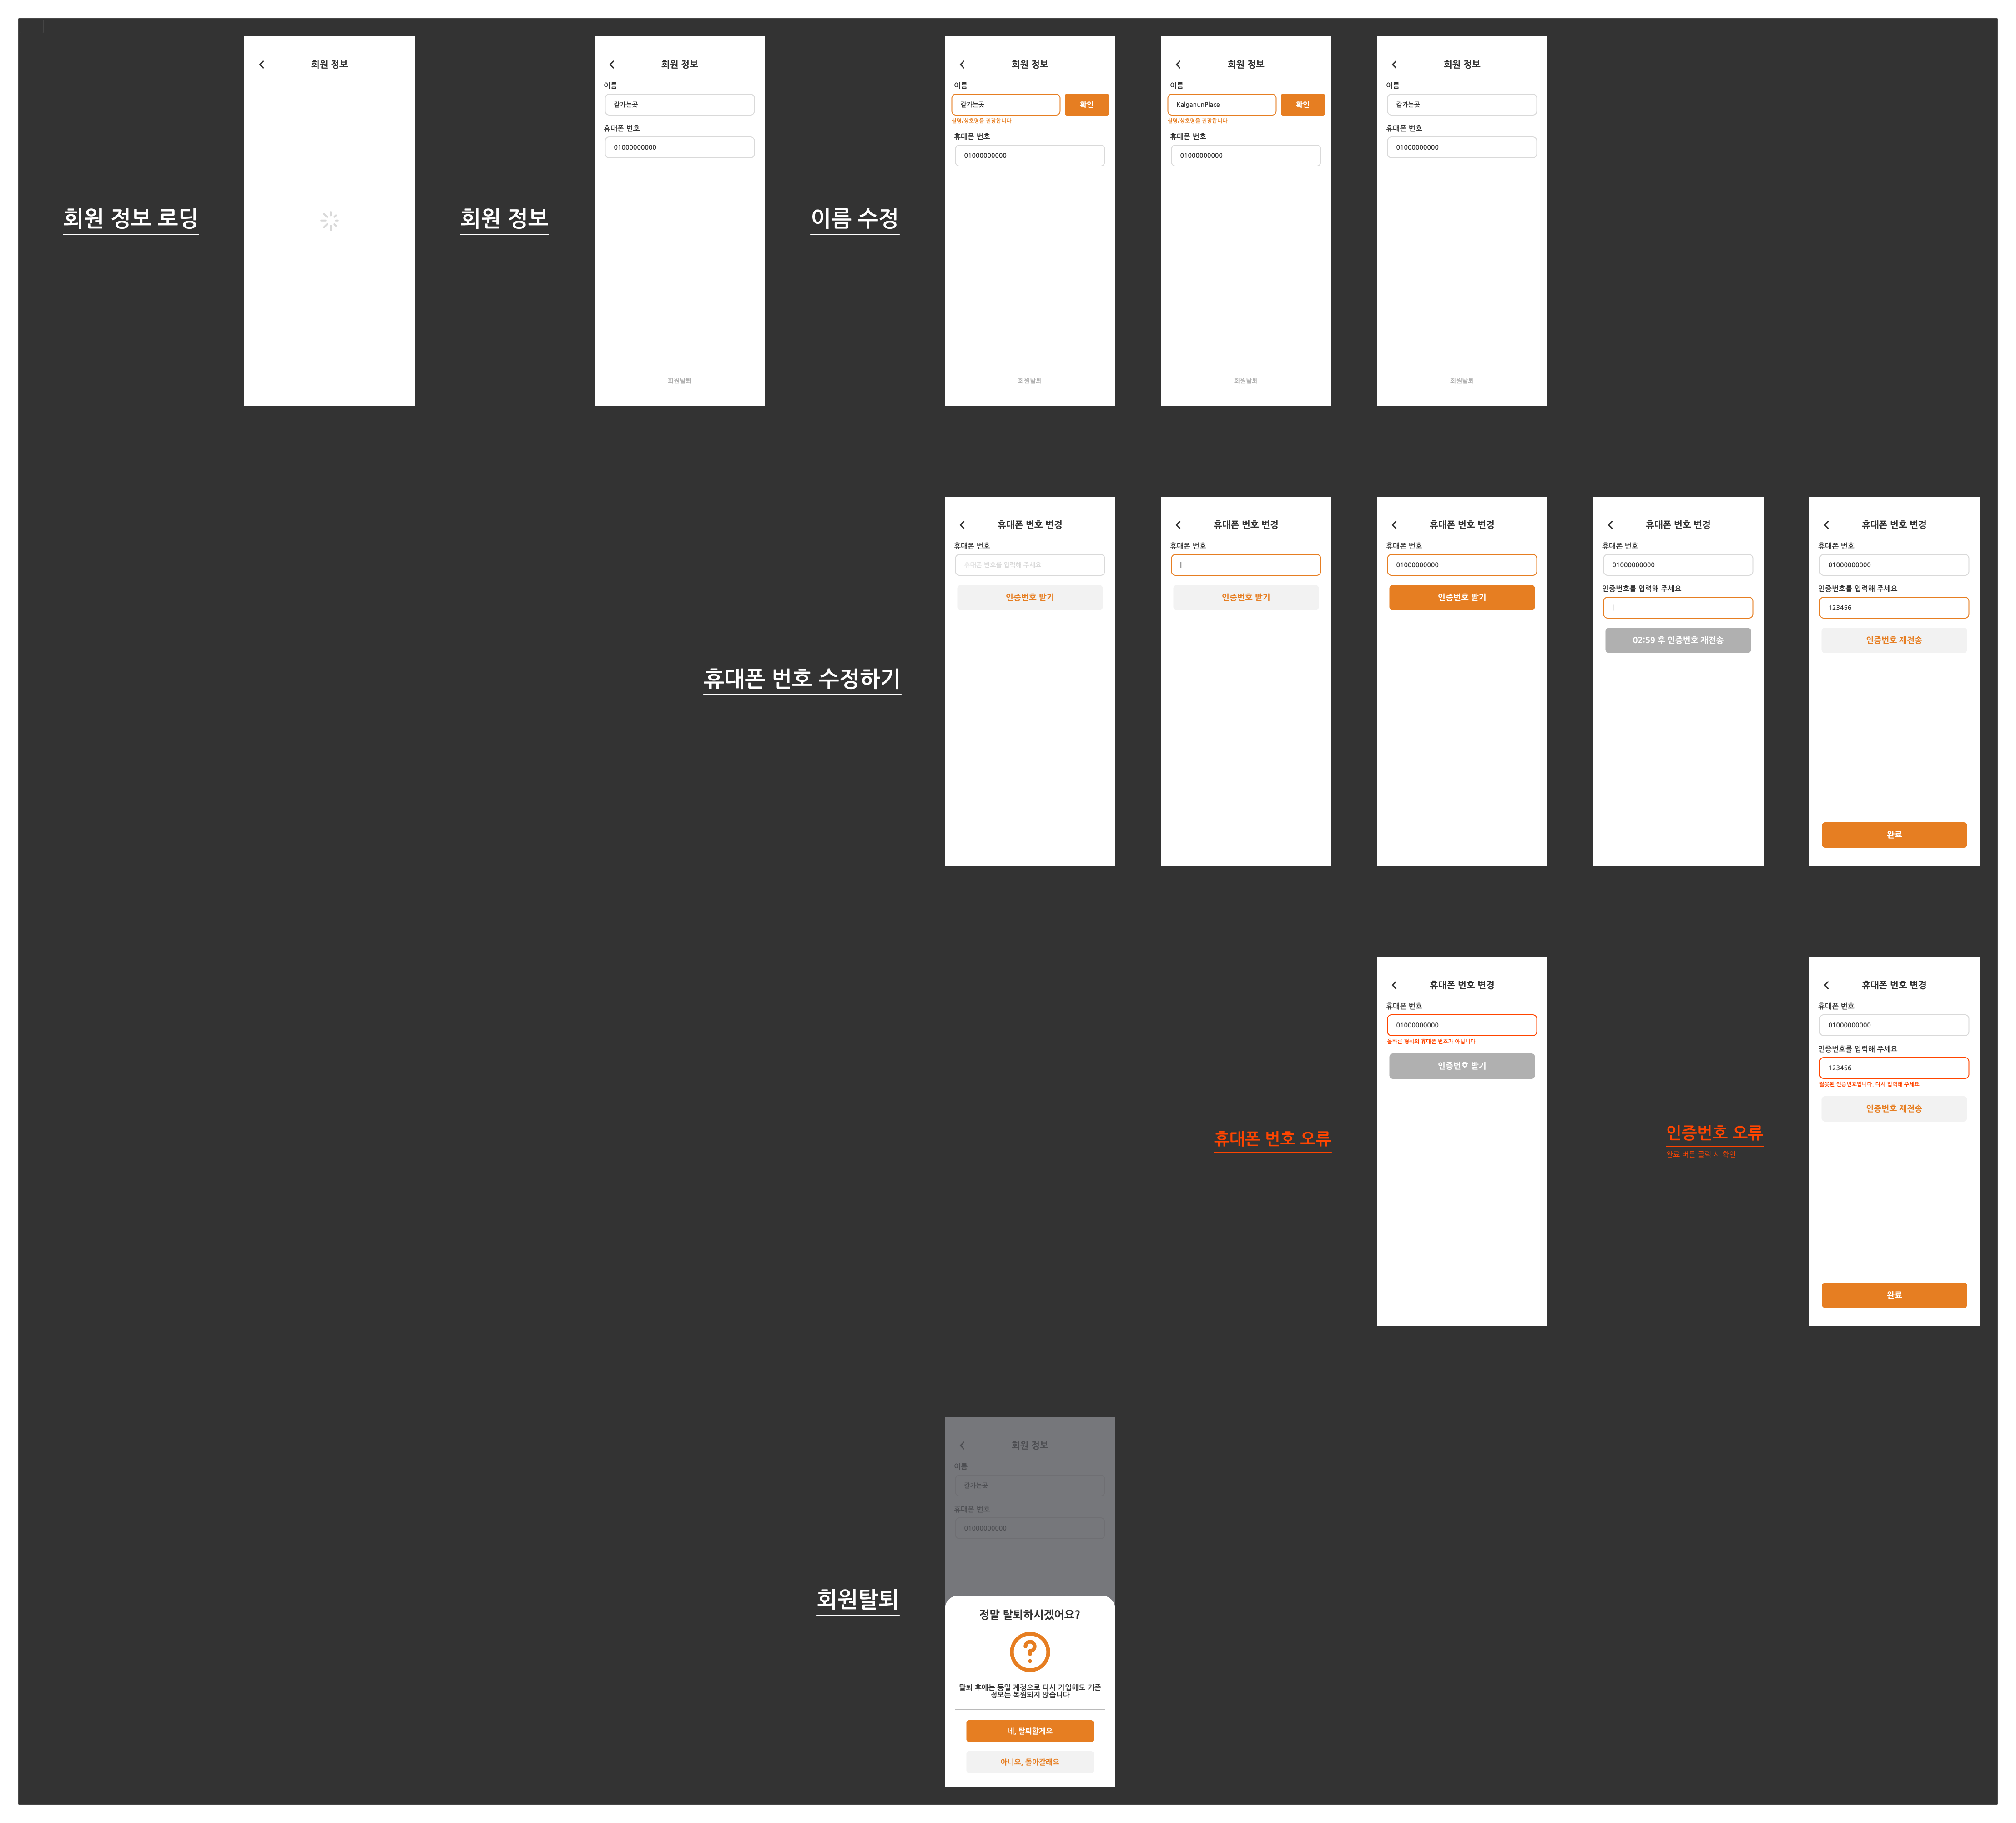 회원 정보 로딩
회원 정보
회원 정보
회원 정보
이름
칼가는곳
휴대폰 번호
01000000000
회원탈퇴
이름 수정
회원 정보
이름
칼가는곳
확인
실명/상호명을 권장합니다
휴대폰 번호
01000000000
회원탈퇴
회원 정보
이름
KalganunPlace
확인
실명/상호명을 권장합니다
휴대폰 번호
01000000000
회원탈퇴
회원 정보
이름
칼가는곳
휴대폰 번호
01000000000
회원탈퇴
휴대폰 번호 수정하기
휴대폰 번호 변경
휴대폰 번호
휴대폰 번호를 입력해 주세요
인증번호 받기
휴대폰 번호 변경
휴대폰 번호
인증번호 받기
휴대폰 번호 변경
휴대폰 번호
01000000000
인증번호 받기
휴대폰 번호 변경
휴대폰 번호
01000000000
인증번호를 입력해 주세요
02:59 후 인증번호 재전송
휴대폰 번호 변경
휴대폰 번호
01000000000
인증번호를 입력해 주세요
123456
인증번호 재전송
완료
휴대폰 번호 오류
휴대폰 번호 변경
휴대폰 번호
01000000000
올바른 형식의 휴대폰 번호가 아닙니다
인증번호 받기
인증번호 오류
완료 버튼 클릭 시 확인
휴대폰 번호 변경
휴대폰 번호
01000000000
인증번호를 입력해 주세요
123456
잘못된 인증번호입니다. 다시 입력해 주세요
인증번호 재전송
완료
회원탈퇴
회원 정보
이름
칼가는곳
휴대폰 번호
01000000000
정말 탈퇴하시겠어요?
탈퇴 후에는 동일 계정으로 다시 가입해도 기존
정보는 복원되지 않습니다
네, 탈퇴할게요
아니요, 돌아갈래요